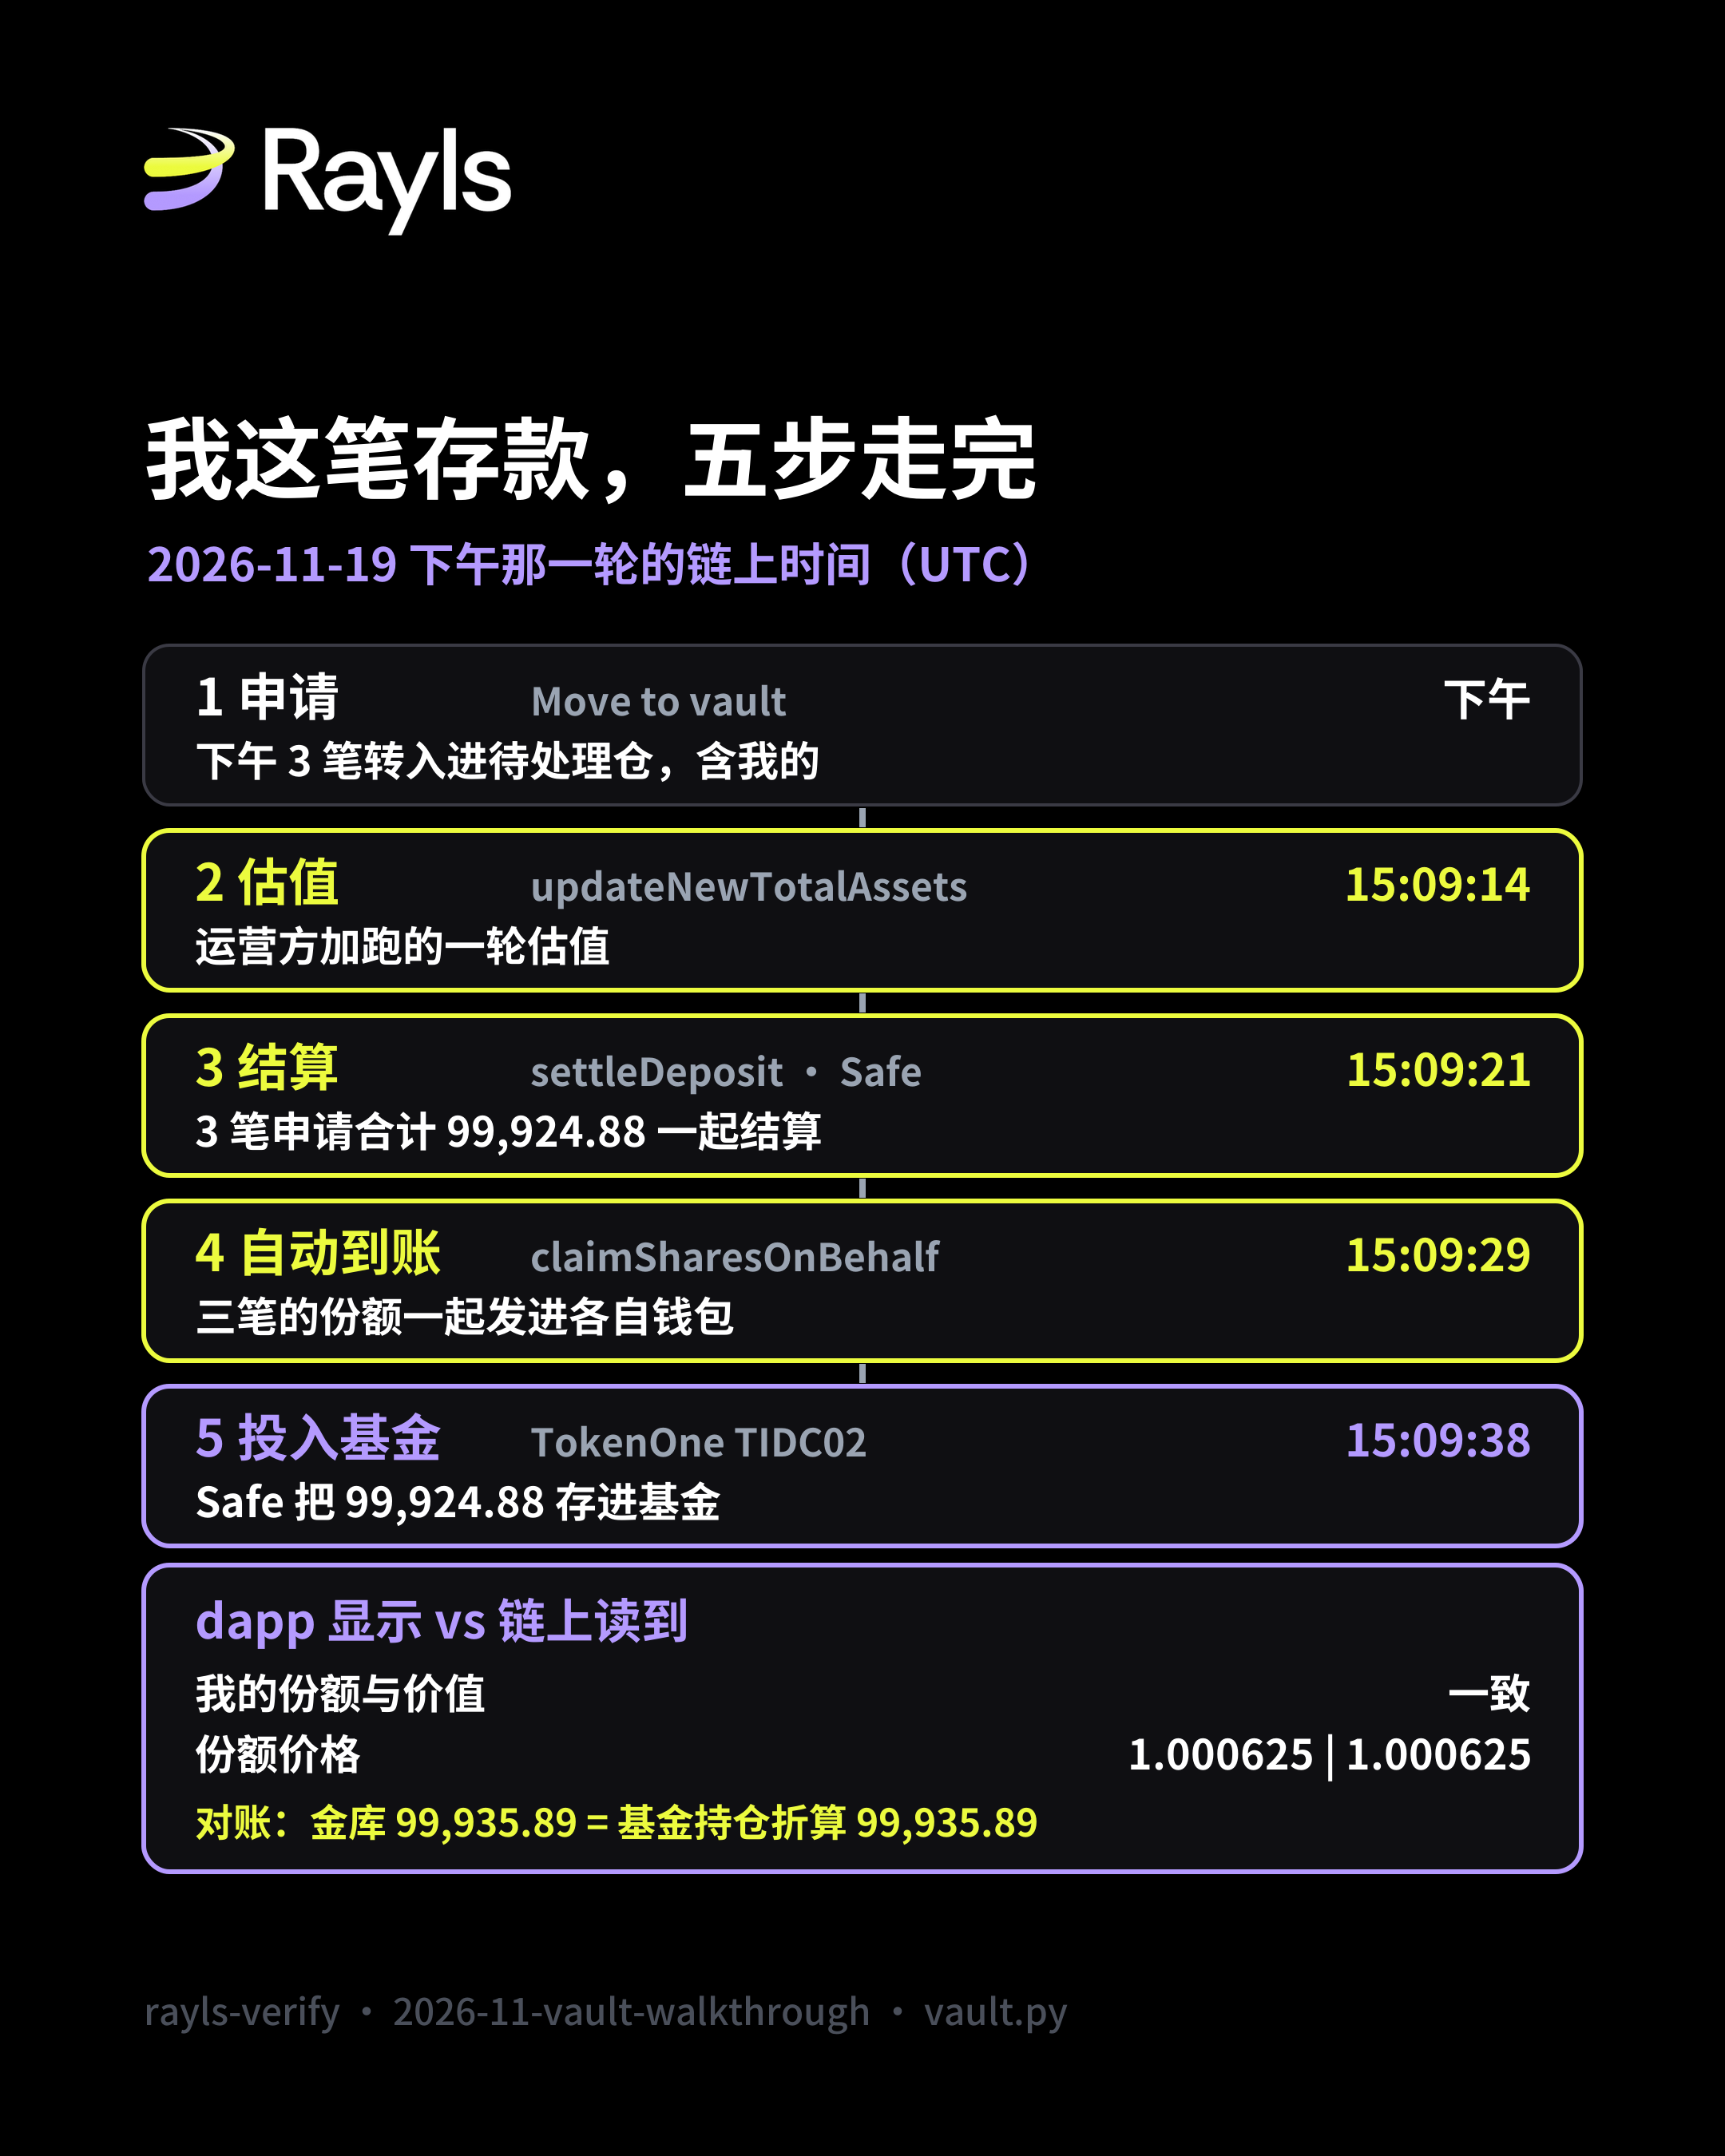 Rayls
我这笔存款，五步走完
2026-11-19 下午那一轮的链上时间（UTC）
1 申请 Move to vault 下午
下午 3 笔转入进待处理仓，含我的
2 估值 updateNewTotalAssets 15:09:14
运营方加跑的一轮估值
3 结算 settleDeposit · Safe 15:09:21
3 笔申请合计 99,924.88 一起结算
4 自动到账 claimSharesOnBehalf 15:09:29
三笔的份额一起发进各自钱包
5 投入基金 TokenOne TIDC02 15:09:38
Safe 把 99,924.88 存进基金
dapp 显示 vs 链上读到
我的份额与价值 一致
份额价格 1.000625 | 1.000625
对账：金库 99,935.89 = 基金持仓折算 99,935.89
rayls-verify · 2026-11-vault-walkthrough · vault.py